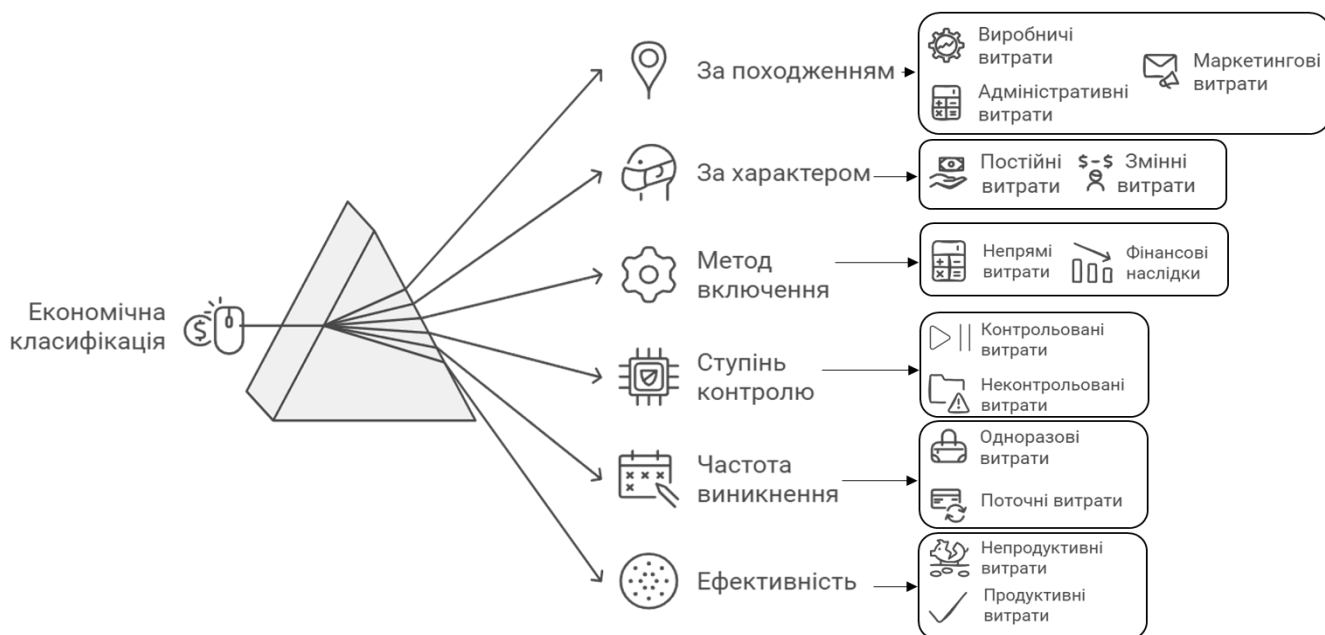 Економічна
класифікація
За походженням
Виробничі
витрати
Адміністративні
витрати
Маркетингові
витрати
За характером
Постійні
витрати
$-$
Змінні
витрати
Метод
включення
Непрямі
витрати
Фінансові
наслідки
Ступінь
контролю
Контрольовані
витрати
Неконтрольовані
витрати
Частота
виникнення
Одноразові
витрати
Поточні витрати
Ефективність
Непродуктивні
витрати
Продуктивні
витрати